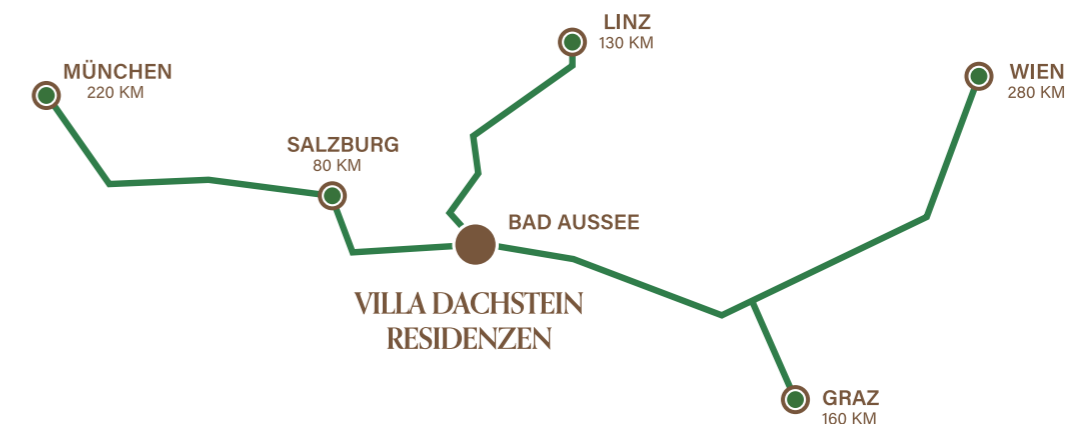 LINZ
130 KM
MÜNCHEN
220 KM
WIEN
280 KM
SALZBURG
80 KM
BAD AUSSEE
VILLA DACHSTEIN
RESIDENZEN
GRAZ
160 KM